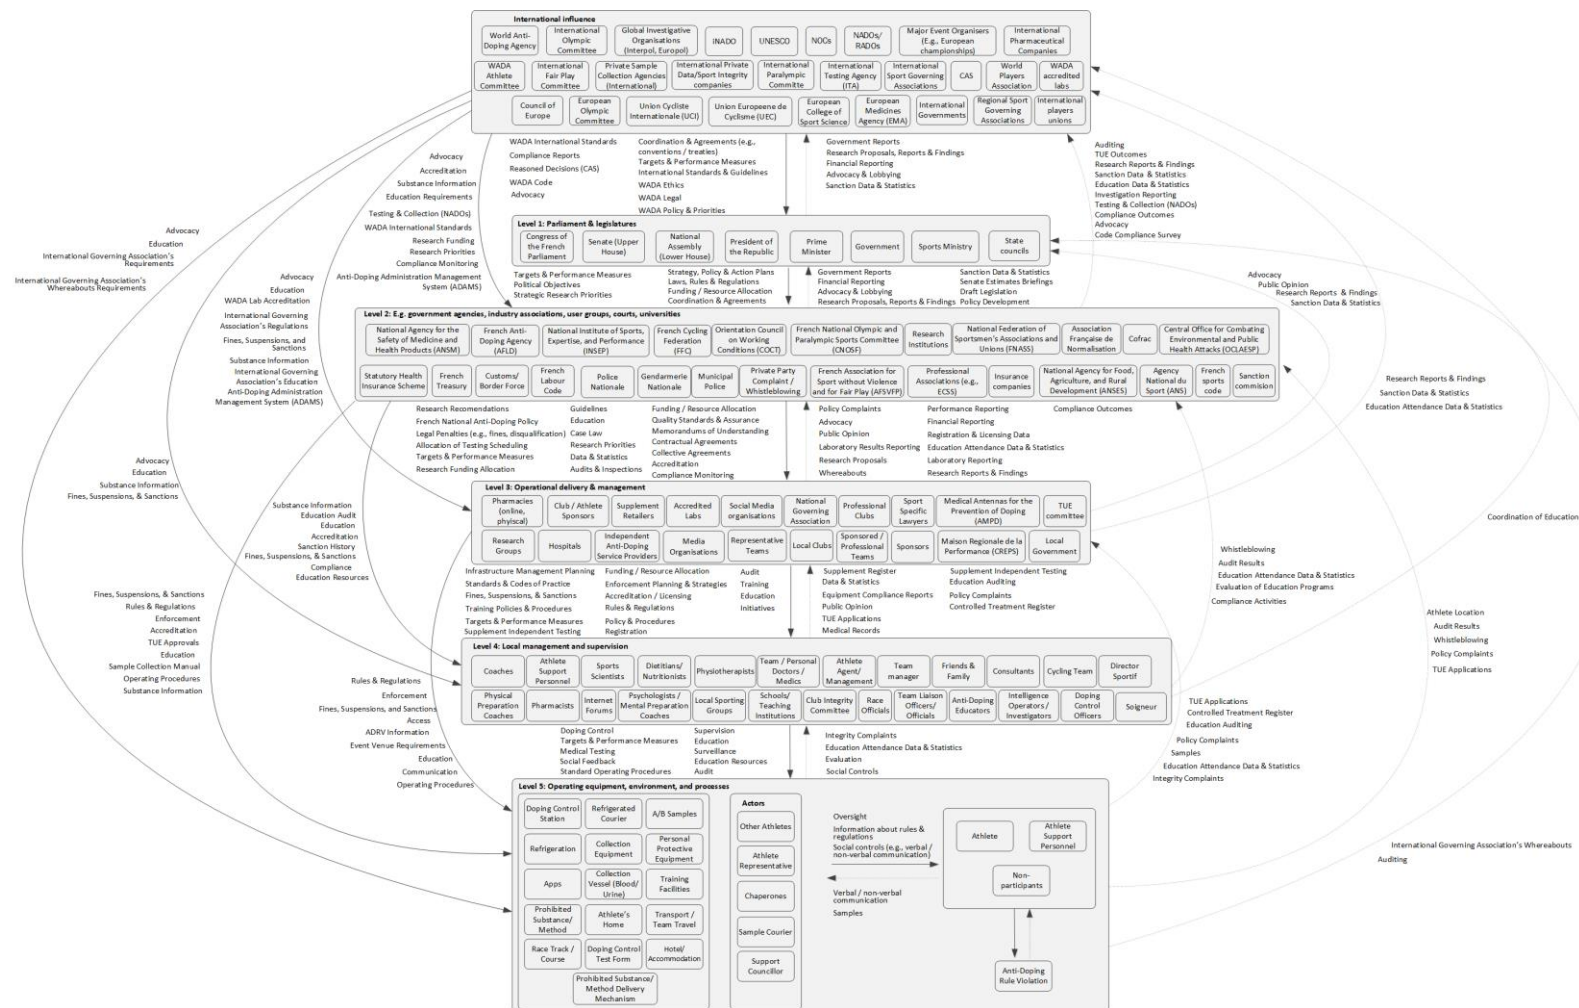 International influence
World Anti-
Doping Agency
International
Olympic
Committee
Global Investigative
Organisations
(Interpol, Europol)
INADO
UNESCO
NOCs
NADOs/
RADOs
Major Event Organisers
(E.g., European
championships)
International
Pharmaceutical
Companies
WADA
Athlete
Committee
International
Fair Play
Committee
Private Sample
Collection Agencies
(International)
International Private
Data/Sport Integrity
companies
International
Paralympic
Committe
International
Testing Agency
(ITA)
International
Sport Governing
Associations
CAS
World
Players
Association
WADA
accredited
labs
Council of
Europe
European
Olympic
Committee
Union Cycliste
Internationale (UCI)
Union Europeene de
Cyclisme (UEC)
European
College of
Sport Science
European
Medicines
Agency (EMA)
International
Governments
Regional Sport
Governing
Associations
International
players
unions
Advocacy
Accreditation
Substance Information
Education Requirements
Testing & Collection (NADOs)
WADA International Standards
Research Funding
Research Priorities
Compliance Monitoring
Anti-Doping Administration Management
System (ADAMS)
WADA International Standards
Compliance Reports
Reasoned Decisions (CAS)
WADA Code
Advocacy
Coordination & Agreements (e.g.,
conventions / treaties)
Targets & Performance Measures
International Standards & Guidelines
WADA Ethics
WADA Legal
WADA Policy & Priorities
Government Reports
Research Proposals, Reports & Findings
Financial Reporting
Advocacy & Lobbying
Sanction Data & Statistics
Auditing
TUE Outcomes
Research Reports & Findings
Sanction Data & Statistics
Education Data & Statistics
Investigation Reporting
Testing & Collection (NADOs)
Compliance Outcomes
Advocacy
Code Compliance Survey
Advocacy
Education
International Governing Association's
Requirements
International Governing Association's
Whereabouts Requirements
Level 1: Parliament & legislatures
Congress of
the French
Parliament
Senate (Upper
House)
National
Assembly
(Lower House)
President of
the Republic
Prime
Minister
Government
Sports Ministry
State
councils
Targets & Performance Measures
Political Objectives
Strategic Research Priorities
Strategy, Policy & Action Plans
Laws, Rules & Regulations
Funding / Resource Allocation
Coordination & Agreements
Government Reports
Financial Reporting
Advocacy & Lobbying
Research Proposals, Reports & Findings
Sanction Data & Statistics
Senate Estimates Briefings
Draft Legislation
Policy Development
Advocacy
Public Opinion
Research Reports & Findings
Sanction Data & Statistics
Advocacy
Education
WADA Lab Accreditation
International Governing
Association's Regulations
Fines, Suspensions, and
Sanctions
Substance Information
International Governing
Association's Education
Anti-Doping Administration
Management System (ADAMS)
Level 2: E.g. government agencies, industry associations, user groups, courts, universities
National Agency for the
Safety of Medicine and
Health Products (ANSM)
French Anti-
Doping Agency
(AFLD)
National Institute of Sports,
Expertise, and Performance
(INSEP)
French Cycling
Federation
(FFC)
Orientation Council
on Working
Conditions (COCT)
French National Olympic and
Paralympic Sports Committee
(CNOSF)
Research
Institutions
National Federation of
Sportsmen's Associations and
Unions (FNASS)
Association
Française de
Normalisation
Cofrac
Central Office for Combating
Environmental and Public
Health Attacks (OCLAESP)
Statutory Health
Insurance Scheme
French
Treasury
Customs/
Border Force
French
Labour
Code
Police
Nationale
Gendarmerie
Nationale
Municipal
Police
Private Party
Complaint /
Whistleblowing
French Association for
Sport without Violence
and for Fair Play (AFSVFP)
Professional
Associations (e.g.,
ECSS)
Insurance
companies
National Agency for Food,
Agriculture, and Rural
Development (ANSES)
Agency
National du
Sport (ANS)
French
sports
code
Sanction
commision
Research Recomendations
French National Anti-Doping Policy
Legal Penalties (e.g., fines, disqualification)
Allocation of Testing Scheduling
Targets & Performance Measures
Research Funding Allocation
Guidelines
Education
Case Law
Research Priorities
Data & Statistics
Audits & Inspections
Funding / Resource Allocation
Quality Standards & Assurance
Memorandums of Understanding
Contractual Agreements
Collective Agreements
Accreditation
Compliance Monitoring
Policy Complaints
Advocacy
Public Opinion
Laboratory Results Reporting
Research Proposals
Whereabouts
Performance Reporting
Financial Reporting
Registration & Licensing Data
Education Attendance Data & Statistics
Laboratory Reporting
Research Reports & Findings
Compliance Outcomes
Research Reports & Findings
Sanction Data & Statistics
Education Attendance Data & Statistics
Advocacy
Education
Substance Information
Fines, Suspensions, & Sanctions
Level 3: Operational delivery & management
Pharmacies
(online,
phyiscal)
Club / Athlete
Sponsors
Supplement
Retailers
Accredited
Labs
Social Media
organisations
National
Governing
Association
Professional
Clubs
Sport
Specific
Lawyers
Medical Antennas for the
Prevention of Doping
(AMPD)
TUE
committee
Research
Groups
Hospitals
Independent
Anti-Doping
Service Providers
Media
Organisations
Representative
Teams
Local Clubs
Sponsored /
Professional
Teams
Sponsors
Maison Regionale de la
Performance (CREPS)
Local
Government
Substance Information
Education Audit
Education
Accreditation
Sanction History
Fines, Suspensions, & Sanctions
Compliance
Education Resources
Infrastructure Management Planning
Standards & Codes of Practice
Fines, Suspensions, & Sanctions
Training Policies & Procedures
Targets & Performance Measures
Supplement Independent Testing
Funding / Resource Allocation
Enforcement Planning & Strategies
Accreditation / Licensing
Rules & Regulations
Policy & Procedures
Registration
Audit
Training
Education
Initiatives
Supplement Register
Data & Statistics
Equipment Compliance Reports
Public Opinion
TUE Applications
Medical Records
Supplement Independent Testing
Education Auditing
Policy Complaints
Controlled Treatment Register
Coordination of Education
Whistleblowing
Audit Results
Education Attendance Data & Statistics
Evaluation of Education Programs
Compliance Activities
Athlete Location
Audit Results
Whistleblowing
Policy Complaints
TUE Applications
Fines, Suspensions, & Sanctions
Rules & Regulations
Enforcement
Accreditation
TUE Approvals
Education
Sample Collection Manual
Operating Procedures
Substance Information
Level 4: Local management and supervision
Coaches
Athlete
Support
Personnel
Sports
Scientists
Dietitians/
Nutritionists
Physiotherapists
Team / Personal
Doctors /
Medics
Athlete
Agent/
Management
Team
manager
Friends &
Family
Consultants
Cycling Team
Director
Sportif
Physical
Preparation
Coaches
Pharmacists
Internet
Forums
Psychologists /
Mental Preparation
Coaches
Local Sporting
Groups
Schools/
Teaching
Institutions
Club Integrity
Committee
Race
Officials
Team Liaison
Officers/
Officials
Anti-Doping
Educators
Intelligence
Operators /
Investigators
Doping
Control
Officers
Soigneur
Rules & Regulations
Enforcement
Fines, Suspensions, and Sanctions
Access
ADRV Information
Event Venue Requirements
Education
Communication
Operating Procedures
Doping Control
Targets & Performance Measures
Medical Testing
Social Feedback
Standard Operating Procedures
Supervision
Education
Surveillance
Education Resources
Audit
Integrity Complaints
Education Attendance Data & Statistics
Evaluation
Social Controls
TUE Applications
Controlled Treatment Register
Education Auditing
Policy Complaints
Samples
Education Attendance Data & Statistics
Integrity Complaints
Level 5: Operating equipment, environment, and processes
Doping Control
Station
Refrigerated
Courier
A/B Samples
Refrigeration
Collection
Equipment
Personal
Protective
Equipment
Apps
Collection
Vessel (Blood/
Urine)
Training
Facilities
Prohibited
Substance/
Method
Athlete's
Home
Transport /
Team Travel
Race Track /
Course
Doping Control
Test Form
Hotel/
Accommodation
Prohibited Substance/
Method Delivery
Mechanism
Actors
Other Athletes
Athlete
Representative
Chaperones
Sample Courier
Support
Councillor
Oversight
Information about rules &
regulations
Social controls (e.g., verbal /
non-verbal communication)
Verbal / non-verbal
communication
Samples
Athlete
Athlete
Support
Personnel
Non-
participants
Anti-Doping
Rule Violation
International Governing Association's Whereabouts
Auditing